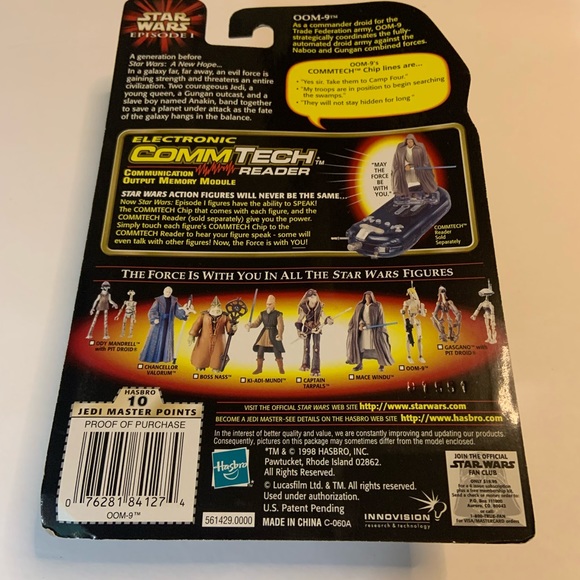 STAR WARS
EPISODE I
A generation before
Star Wars: A New Hope...
In a galaxy far, far away, an evil force is
gaining strength and threatens an entire
civilization. Two courageous Jedi, a
young queen, a Gungan outcast, and a
slave boy named Anakin, band together
to save a planet under attack as the fate
of the galaxy hangs in the balance.
OOM-9™
As a commander droid for the
Trade Federation army, OOM-9
strategically coordinates the fully-
automated droid army against the
Naboo and Gungan combined forces.
OOM-9's
COMMTECH™ Chip lines are...
• "Yes sir. Take them to Camp Four."
• "My troops are in position to begin searching
the swamps."
• "They will not stay hidden for long."
ELECTRONIC
COMMTECH™
READER
COMMUNICATION
OUTPUT MEMORY MODULE
STAR WARS ACTION FIGURES WILL NEVER BE THE SAME...
Now Star Wars: Episode I figures have the ability to SPEAK!
The COMMTECH Chip that comes with each figure, and the
COMMTECH Reader (sold separately) give you the power.
Simply touch each figure's COMMTECH Chip to the
COMMTECH Reader to hear your figure speak - some will
even talk with other figures! Now, the Force is with YOU!
"MAY
THE
FORCE
BE
WITH
YOU."
COMMTECH™
Reader
Sold
Separately
THE FORCE IS WITH YOU IN ALL THE STAR WARS FIGURES
ODY MANDRELL™
with PIT DROID™
CHANCELLOR
VALORUM™
BOSS NASS™
KI-ADI-MUNDI™
CAPTAIN
TARPALS™
MACE WINDU™
OOM-9™
GASGANO™ with
PIT DROID™
HASBRO
10
JEDI MASTER POINTS
PROOF OF PURCHASE
0 76281 84127 4
OOM-9™
VISIT THE OFFICIAL STAR WARS WEB SITE http://www.starwars.com
BECOME A JEDI MASTER-SEE DETAILS ON THE HASBRO WEB SITE http://www.hasbro.com
In the interest of better quality and value, we are constantly improving and updating our products.
Consequently, pictures on this package may sometimes differ from the model enclosed.
Hasbro
561429.0000
™& © 1998 HASBRO, INC.
Pawtucket, Rhode Island 02862.
All Rights Reserved.
© Lucasfilm Ltd. & TM. All rights reserved.
Used under authorization.
U.S. Patent Pending
MADE IN CHINA C-060A
INNOVISION
research & technology
JOIN THE OFFICIAL
STAR WARS
FAN CLUB